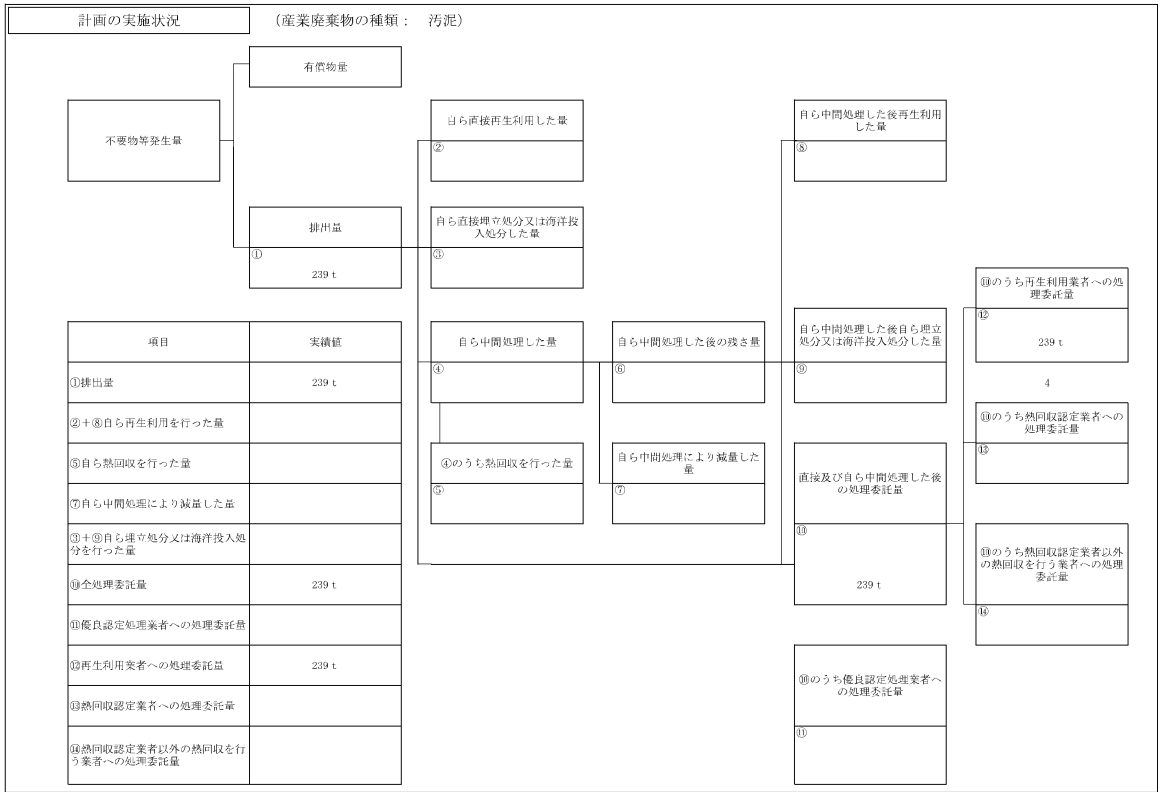 計画の実施状況
（産業廃棄物の種類： 汚泥）
有償物量
不要物等発生量
排出量
①
239 t
自ら直接再生利用した量
②
自ら直接埋立処分又は海洋投
入処分した量
③
自ら中間処理した後再生利用
した量
⑧
項目
実績値
①排出量
239 t
②＋⑧自ら再生利用を行った量
⑤自ら熱回収を行った量
⑦自ら中間処理により減量した量
③＋⑨自ら埋立処分又は海洋投入処
分を行った量
⑩全処理委託量
239 t
⑪優良認定処理業者への処理委託量
⑫再生利用業者への処理委託量
239 t
⑬熱回収認定業者への処理委託量
⑭熱回収認定業者以外の熱回収を行
う業者への処理委託量
自ら中間処理した量
④
④のうち熱回収を行った量
⑤
自ら中間処理した後の残さ量
⑥
自ら中間処理により減量した
量
⑦
自ら中間処理した後自ら埋立
処分又は海洋投入処分した量
⑨
直接及び自ら中間処理した後
の処理委託量
⑩
239 t
⑩のうち優良認定処理業者へ
の処理委託量
⑪
⑩のうち再生利用業者への処
理委託量
⑫
239 t
4
⑩のうち熱回収認定業者への
処理委託量
⑬
⑩のうち熱回収認定業者以外
の熱回収を行う業者への処理
委託量
⑭